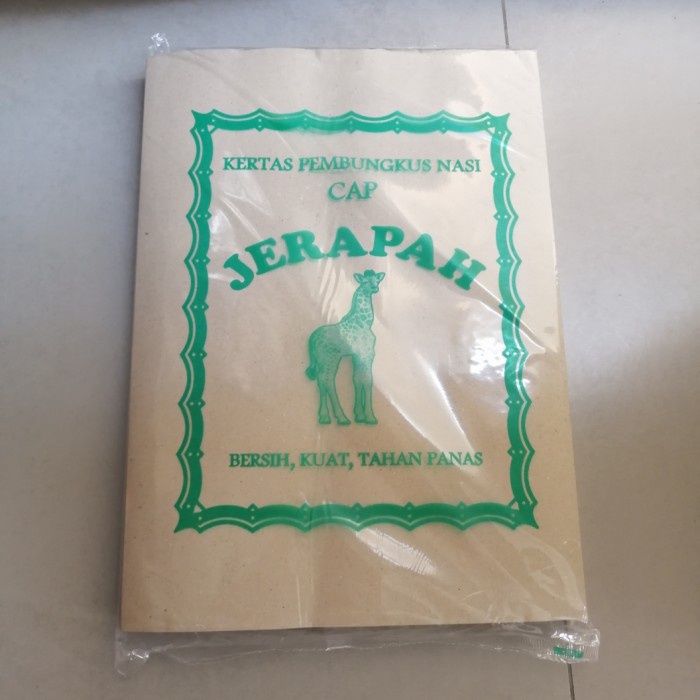 KERTAS PEMBUNGKUS NASI
CAP
JERAPAH
BERSIH, KUAT, TAHAN PANAS